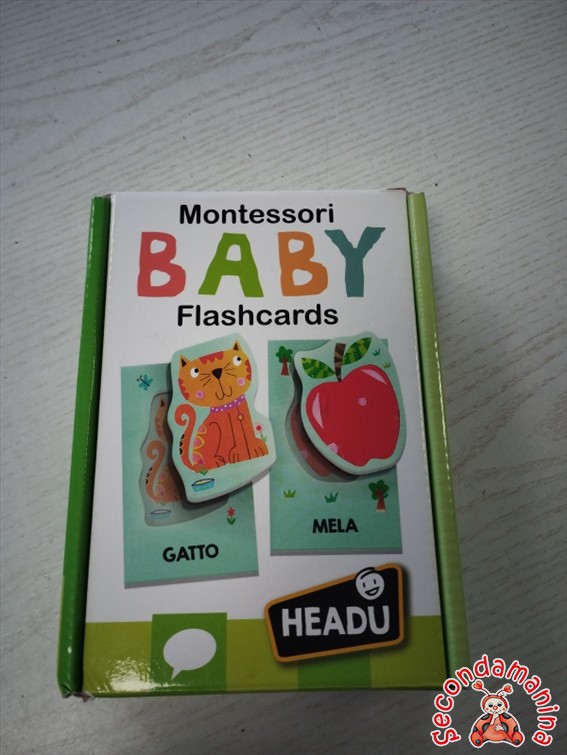 Montessori
BABY
Flashcards
GATTO
MELA
HEADU
Secondamanina